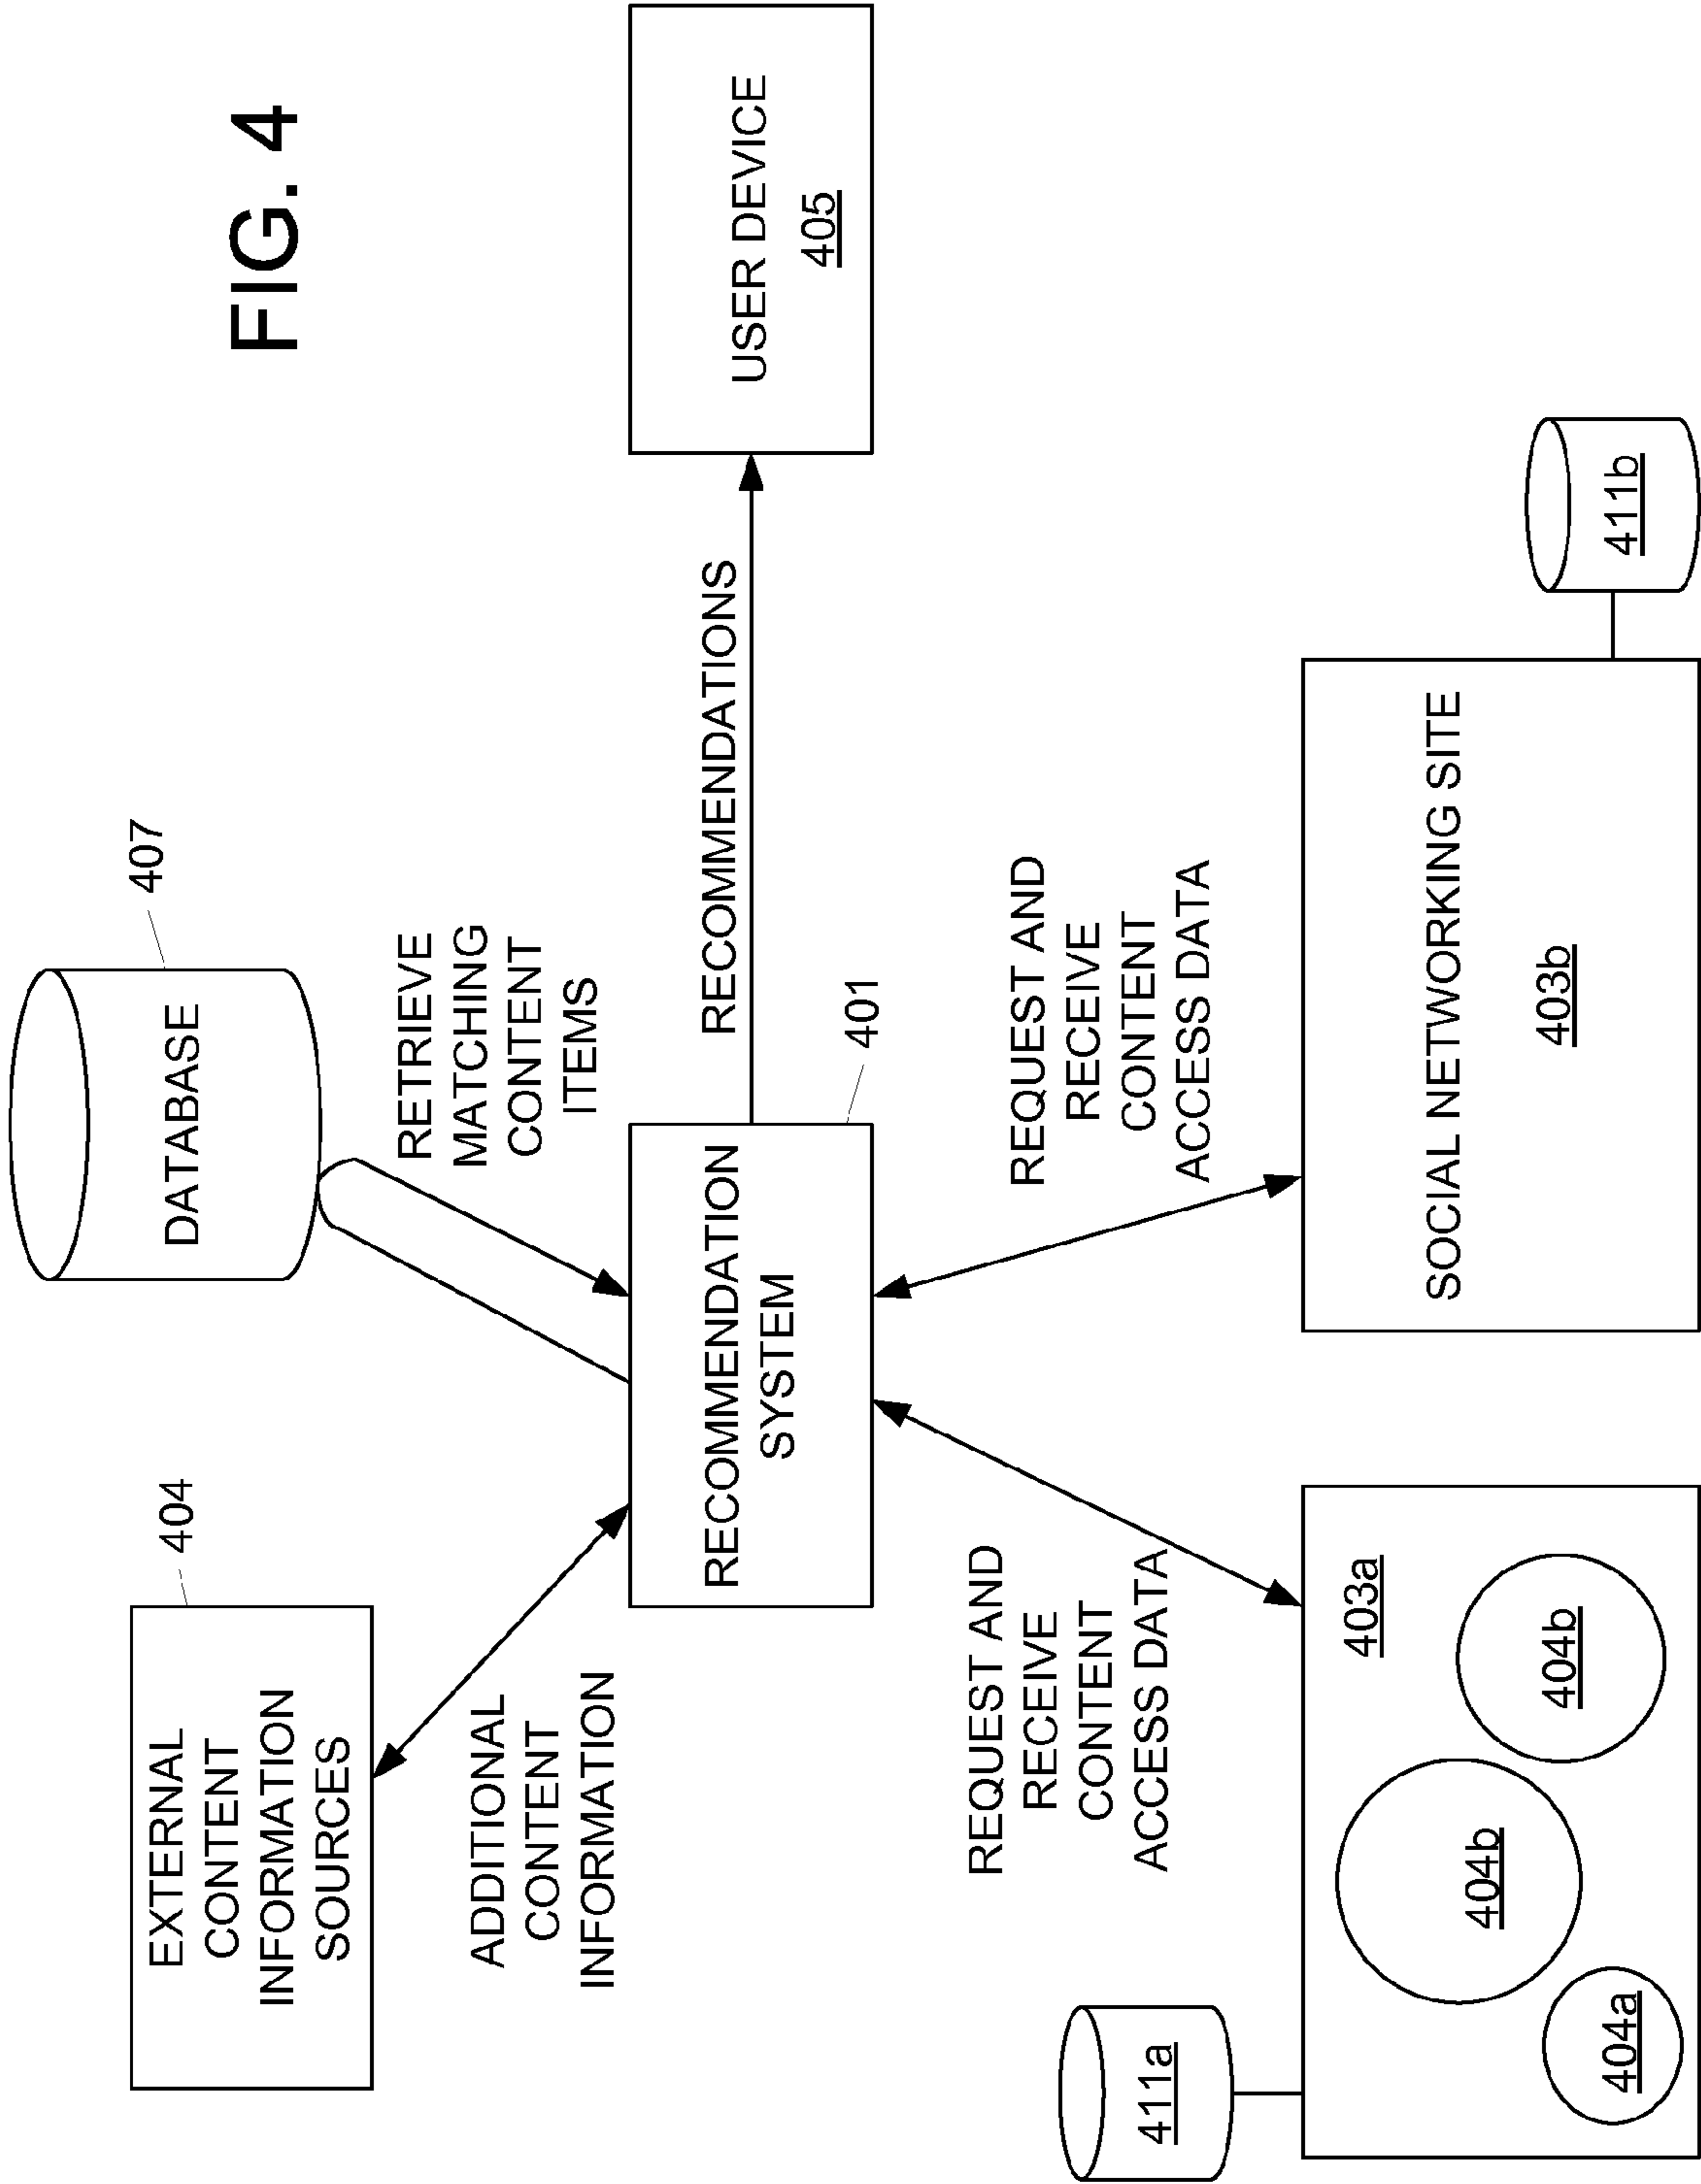 FIG. 4
EXTERNAL
CONTENT
INFORMATION
SOURCES
404
DATABASE
407
ADDITIONAL
CONTENT
INFORMATION
RETRIEVE
MATCHING
CONTENT
ITEMS
RECOMMENDATION
SYSTEM
401
RECOMMENDATIONS
USER DEVICE
405
REQUEST AND
RECEIVE
CONTENT
ACCESS DATA
REQUEST AND
RECEIVE
CONTENT
ACCESS DATA
411a
403a
404b
404b
404a
SOCIAL NETWORKING SITE
403b
411b